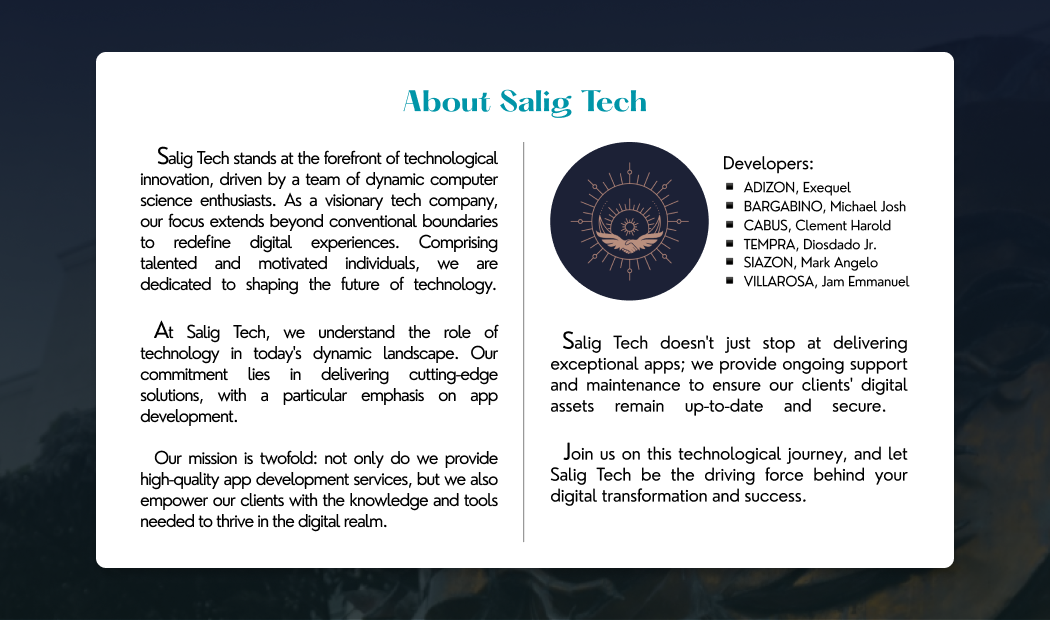 About Salig Tech
Salig Tech stands at the forefront of technological
innovation, driven by a team of dynamic computer
science enthusiasts. As a visionary tech company,
our focus extends beyond conventional boundaries
to redefine digital experiences. Comprising
talented and motivated individuals, we are
dedicated to shaping the future of technology.
At Salig Tech, we understand the role of
technology in today's dynamic landscape. Our
commitment lies in delivering cutting-edge
solutions, with a particular emphasis on app
development.
Our mission is twofold: not only do we provide
high-quality app development services, but we also
empower our clients with the knowledge and tools
needed to thrive in the digital realm.
Developers:
ADIZON, Exequel
BARGABINO, Michael Josh
CABUS, Clement Harold
TEMPRA, Diosdado Jr.
SIAZON, Mark Angelo
VILLAROSA, Jam Emmanuel
Salig Tech doesn't just stop at delivering
exceptional apps; we provide ongoing support
and maintenance to ensure our clients' digital
assets remain up-to-date and secure.
Join us on this technological journey, and let
Salig Tech be the driving force behind your
digital transformation and success.